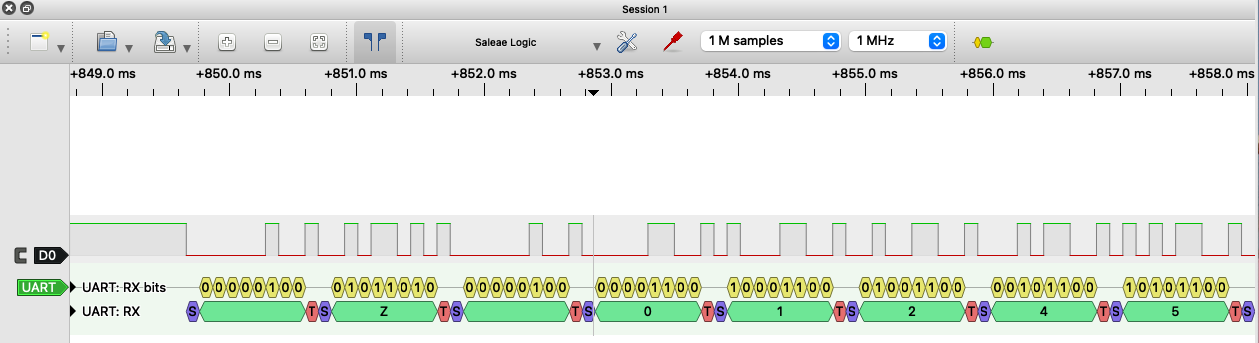 Session 1
Saleae Logic 1 M samples 1 MHz
+849.0 ms +850.0 ms +851.0 ms +852.0 ms +853.0 ms +854.0 ms +855.0 ms +856.0 ms +857.0 ms +858.0 ms
D0
UART UART: RX bits 0 0 0 0 0 1 0 0 0 1 0 1 1 0 1 0 0 0 0 0 0 1 0 0 0 0 0 0 1 1 0 0 1 0 0 0 1 1 0 0 0 1 0 0 1 1 0 0 0 0 1 0 1 1 0 0 1 0 1 0 1 1 0 0
UART: RX S T S Z T S T S 0 T S 1 T S 2 T S 4 T S 5 T S